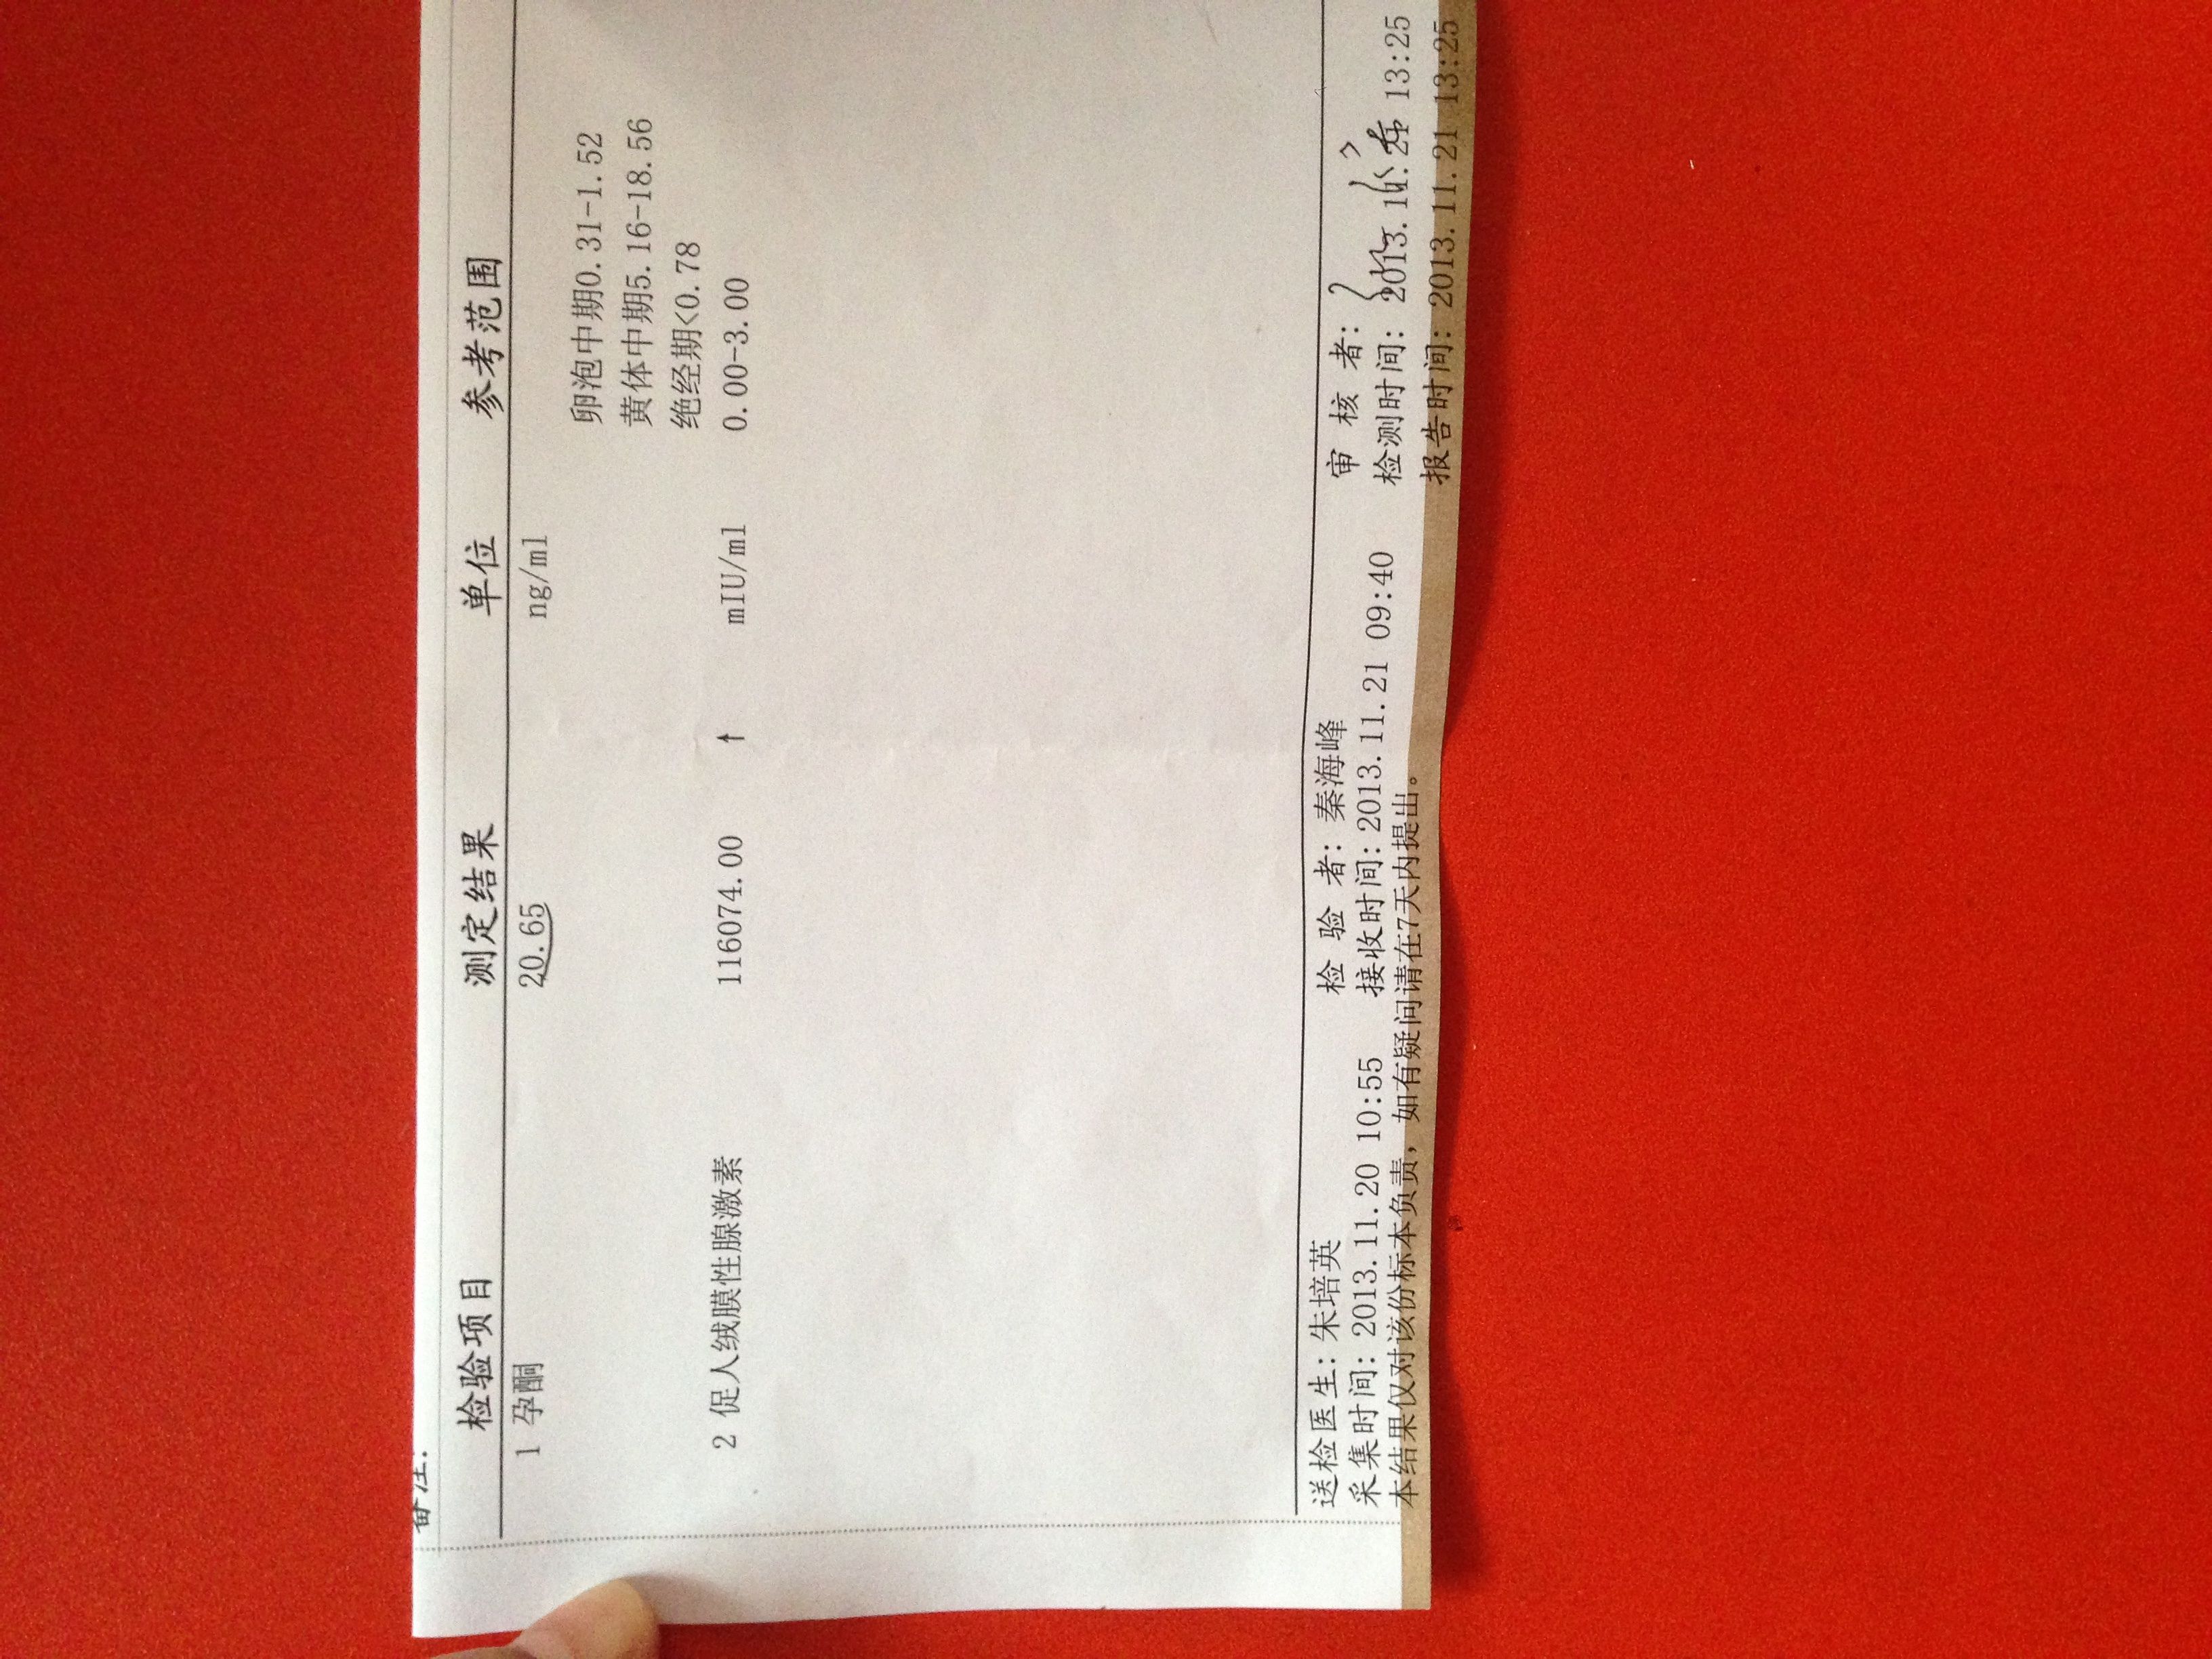 备注:
检验项目 测定结果 单位 参考范围
1 孕酮 20.65 ng/ml
卵泡中期0.31-1.52
黄体中期5.16-18.56
绝经期<0.78
2 促人绒膜性腺激素 116074.00 ↑ mIU/ml 0.00-3.00
送检医生: 朱培英 检 验 者: 秦海峰 审 核 者:
采集时间: 2013.11.20 10:55 接收时间: 2013.11.21 09:40 检测时间: 2013. 13:25
本结果仅对该份标本负责, 如有疑问请在7天内提出。 报告时间: 2013.11.21 13:25